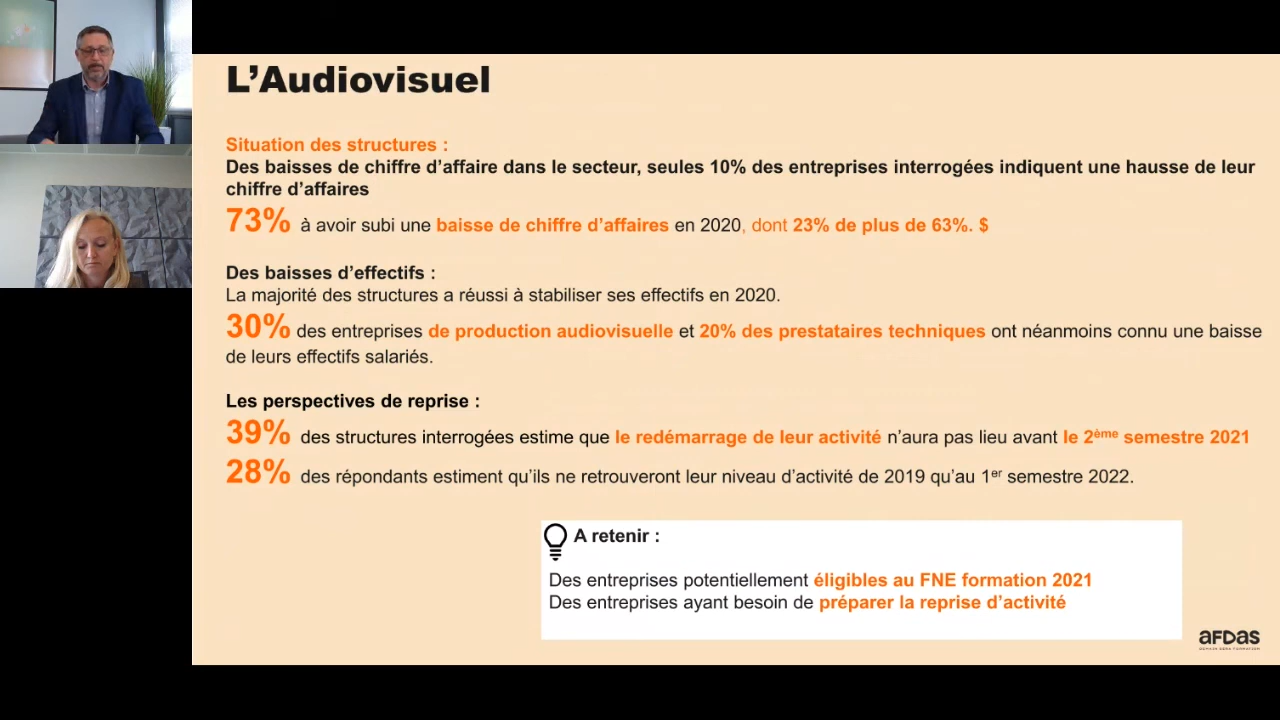 L’Audiovisuel
Situation des structures :
Des baisses de chiffre d’affaire dans le secteur, seules 10% des entreprises interrogées indiquent une hausse de leur
chiffre d’affaires
73% à avoir subi une baisse de chiffre d’affaires en 2020, dont 23% de plus de 63%. $
Des baisses d’effectifs :
La majorité des structures a réussi à stabiliser ses effectifs en 2020.
30% des entreprises de production audiovisuelle et 20% des prestataires techniques ont néanmoins connu une baisse
de leurs effectifs salariés.
Les perspectives de reprise :
39% des structures interrogées estime que le redémarrage de leur activité n’aura pas lieu avant le 2ème semestre 2021
28% des répondants estiment qu’ils ne retrouveront leur niveau d’activité de 2019 qu’au 1er semestre 2022.
A retenir :
Des entreprises potentiellement éligibles au FNE formation 2021
Des entreprises ayant besoin de préparer la reprise d’activité
afdas
DEMAIN SERA FORMATION